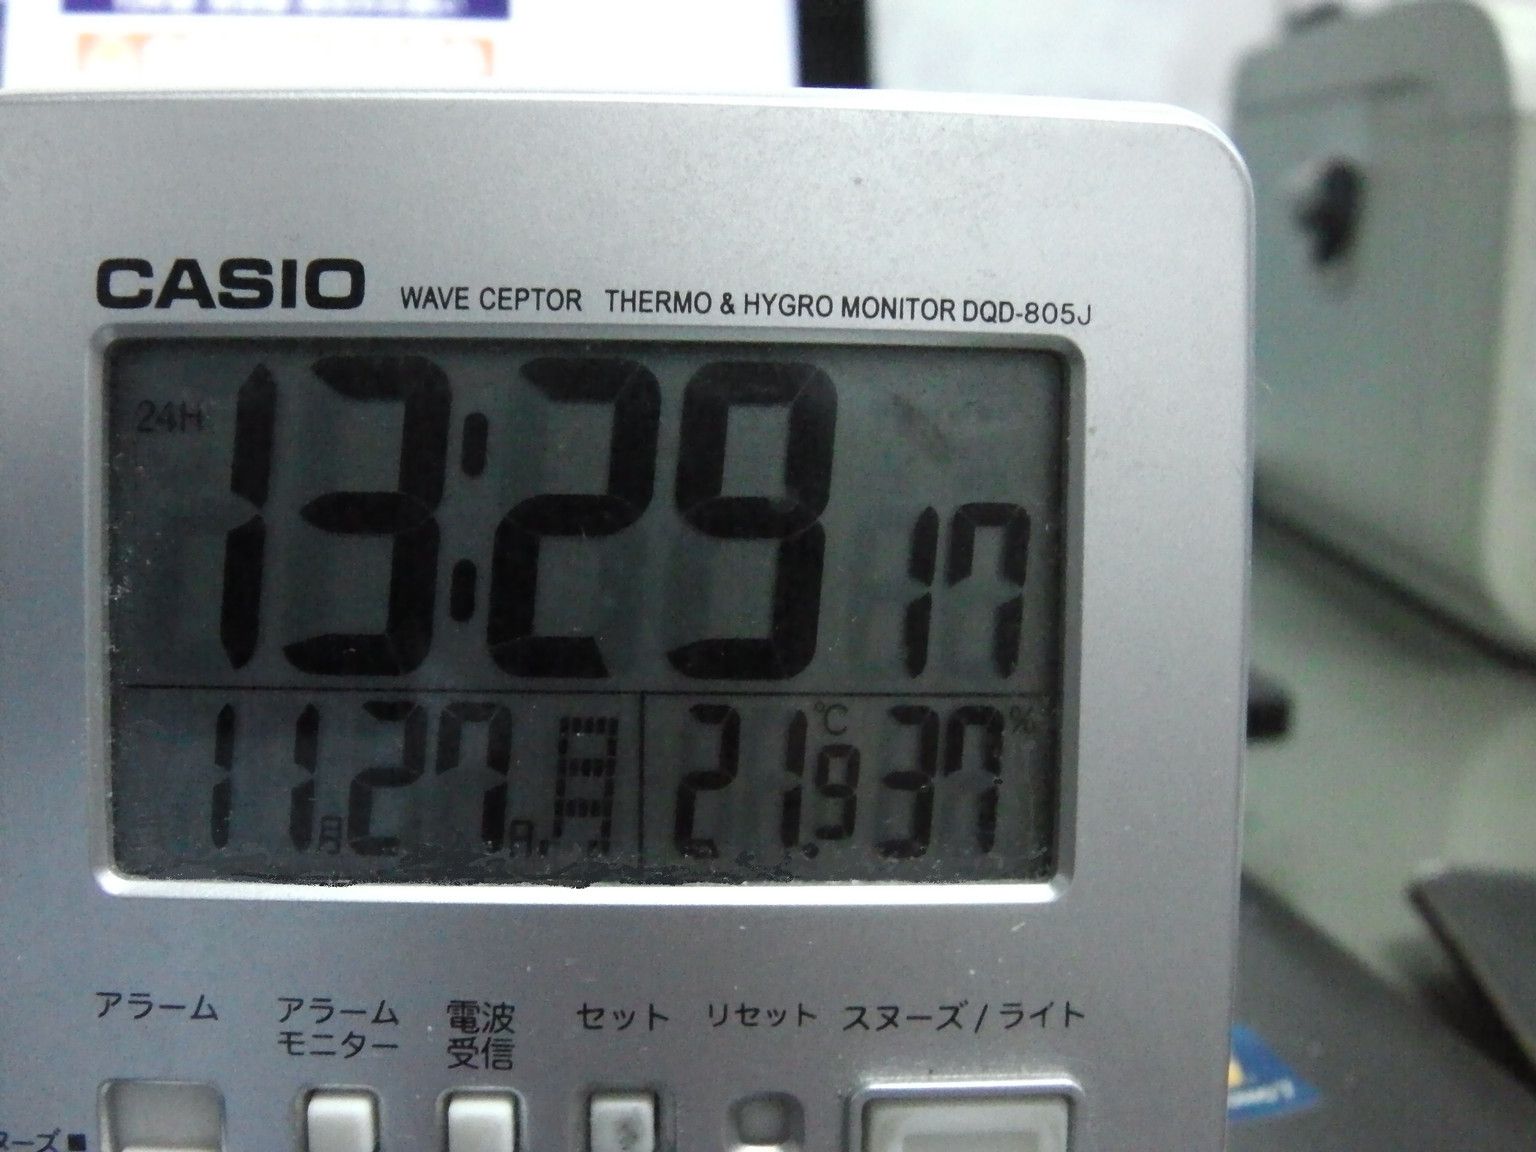 CASIO WAVE CEPTOR THERMO & HYGRO MONITOR DQD-805J
24H 13:29 17
11月27日 月 21.9℃ 37%
アラーム アラームモニター 電波受信 セット リセット スヌーズ/ライト
ーズ■